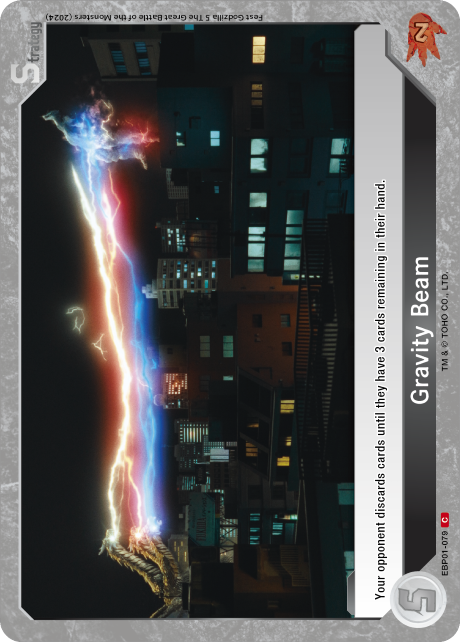 Strategy
Fest Godzilla 5 The Great Battle of the Monsters (2024)
2
Your opponent discards cards until they have 3 cards remaining in their hand.
Gravity Beam
TM & © TOHO CO., LTD.
EBP01-079 C
5